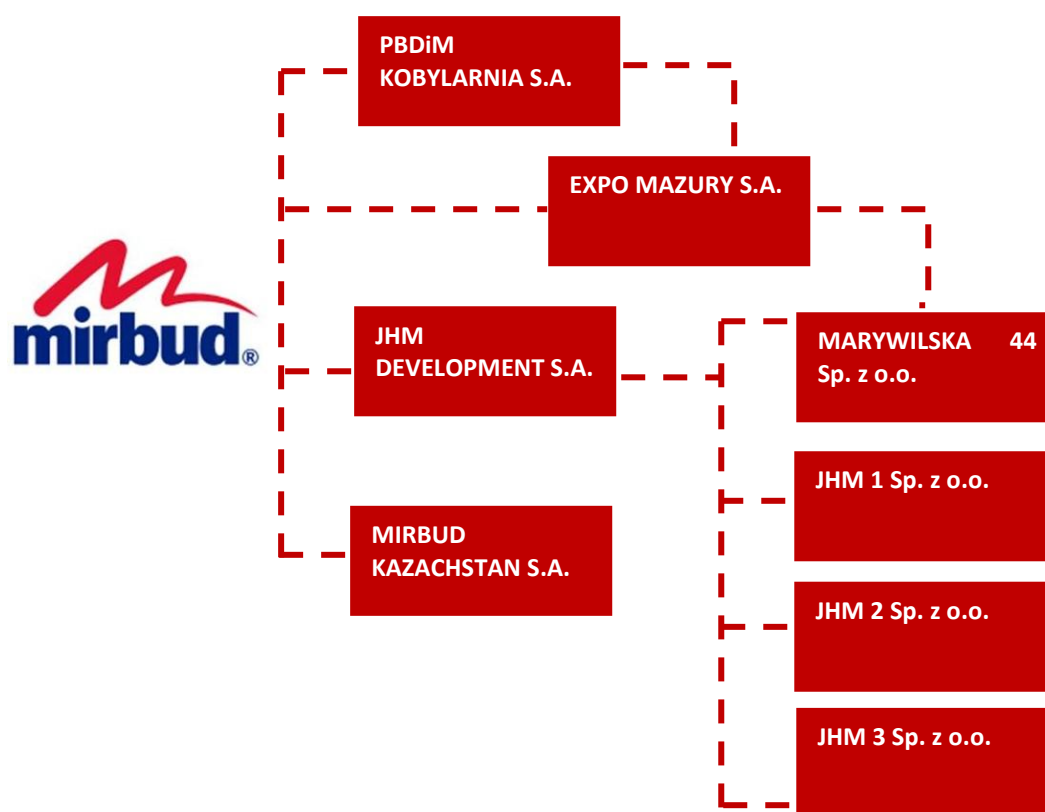 PBDiM
KOBYLARNIA S.A.
EXPO MAZURY S.A.
mirbud®
JHM
DEVELOPMENT S.A.
MARYWILSKA 44
Sp. z o.o.
JHM 1 Sp. z o.o.
MIRBUD
KAZACHSTAN S.A.
JHM 2 Sp. z o.o.
JHM 3 Sp. z o.o.